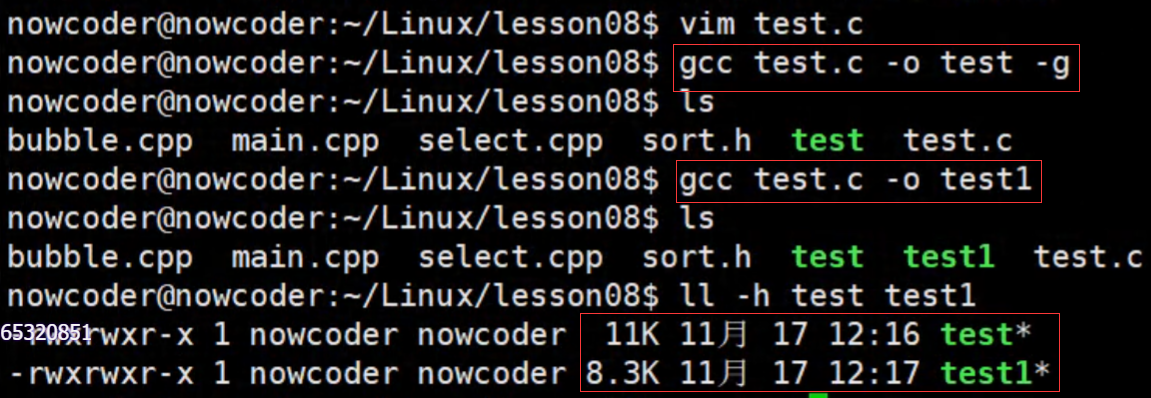 nowcoder@nowcoder:~/Linux/lesson08$ vim test.c
nowcoder@nowcoder:~/Linux/lesson08$ gcc test.c -o test -g
nowcoder@nowcoder:~/Linux/lesson08$ ls
bubble.cpp  main.cpp  select.cpp  sort.h  test  test.c
nowcoder@nowcoder:~/Linux/lesson08$ gcc test.c -o test1
nowcoder@nowcoder:~/Linux/lesson08$ ls
bubble.cpp  main.cpp  select.cpp  sort.h  test  test1  test.c
nowcoder@nowcoder:~/Linux/lesson08$ ll -h test test1
-rwxrwxr-x 1 nowcoder nowcoder  11K 11月 17 12:16 test*
65320851
-rwxrwxr-x 1 nowcoder nowcoder 8.3K 11月 17 12:17 test1*